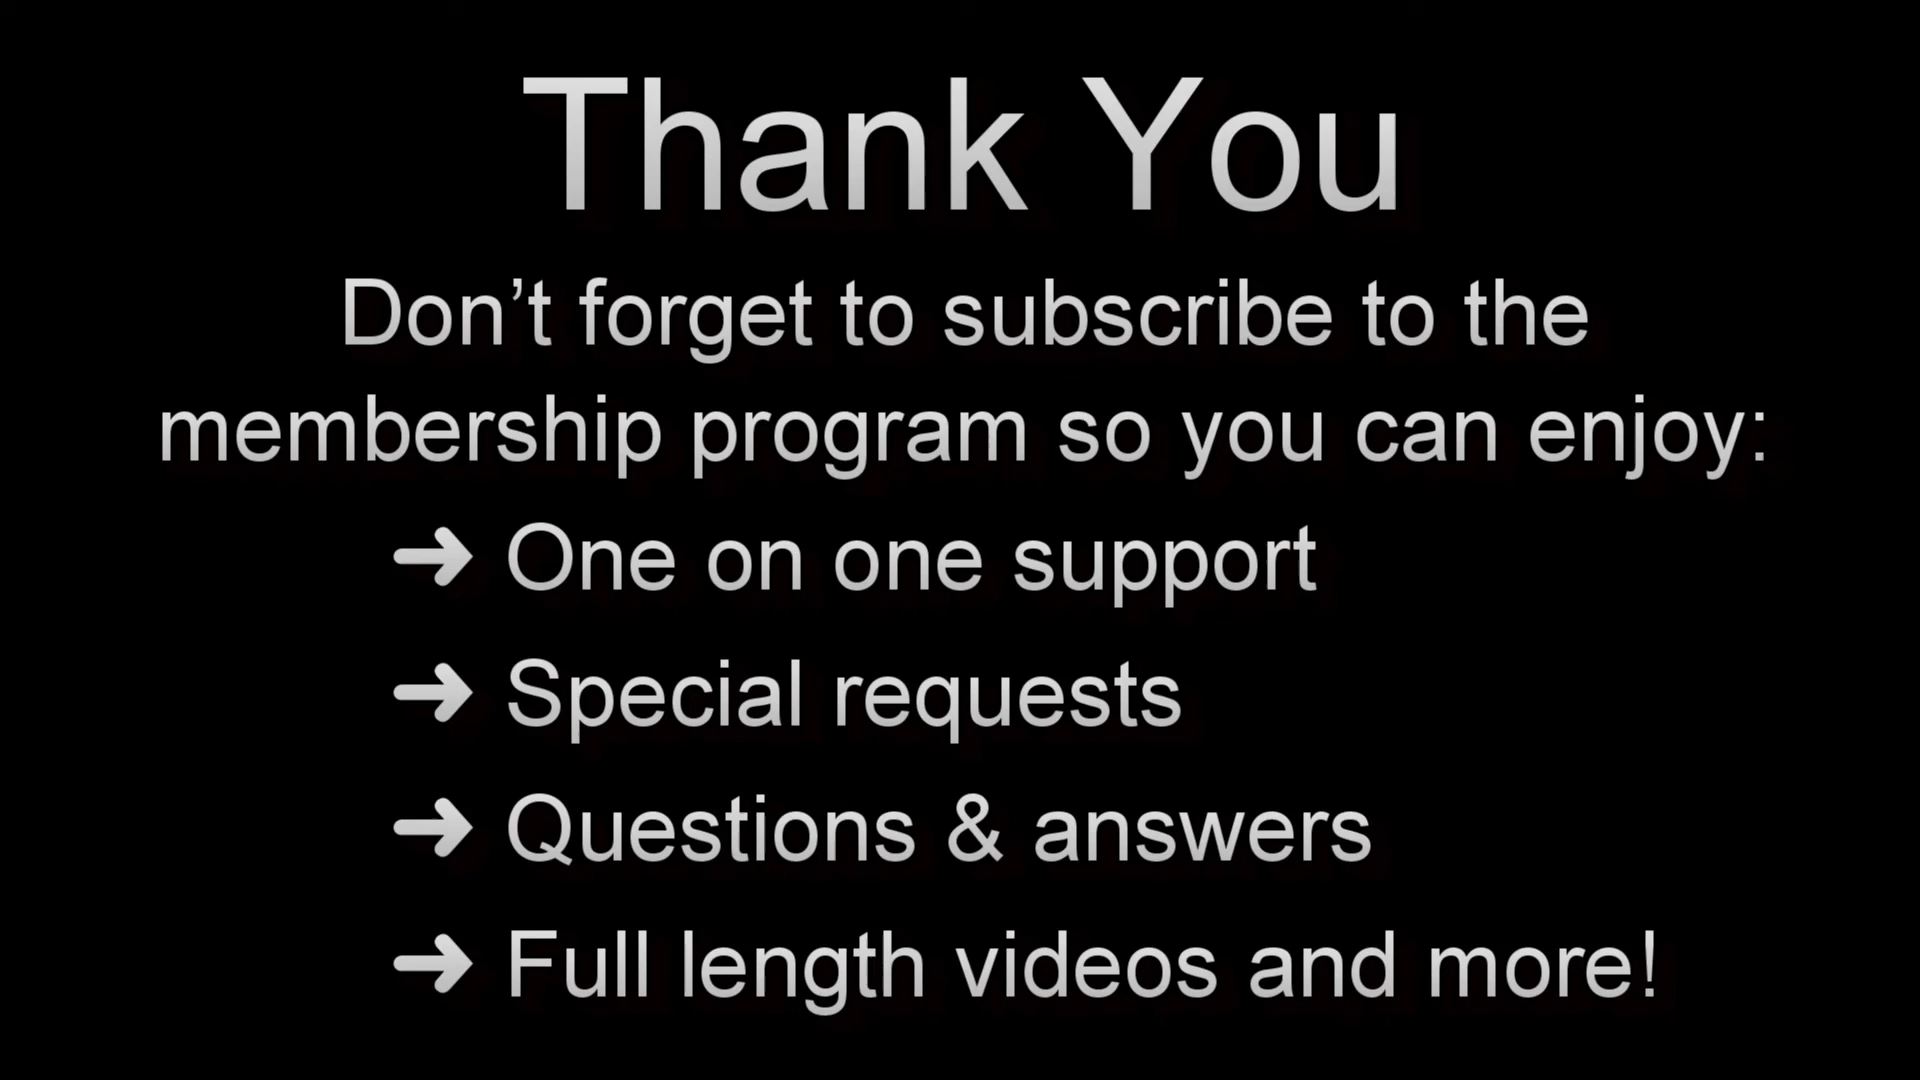 Thank You
Don’t forget to subscribe to the
membership program so you can enjoy:
➜ One on one support
➜ Special requests
➜ Questions & answers
➜ Full length videos and more!